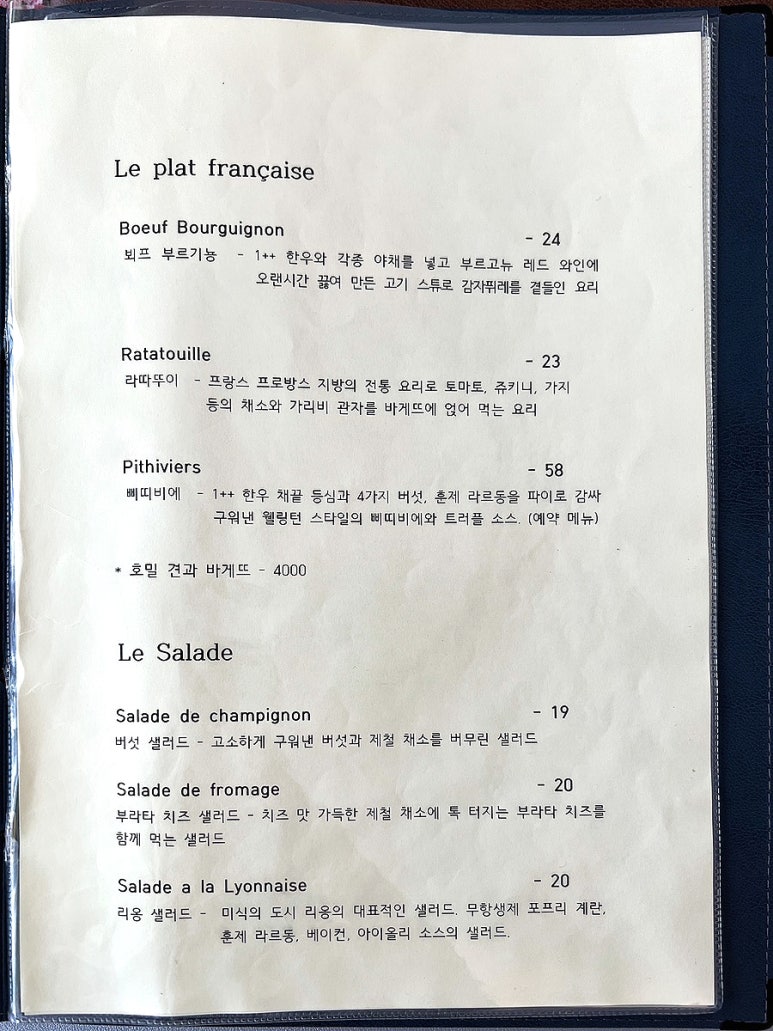 Le plat française
Boeuf Bourguignon - 24
뵈프 부르기뇽 - 1++ 한우와 각종 야채를 넣고 부르고뉴 레드 와인에
오랜시간 끓여 만든 고기 스튜로 감자퓌레를 곁들인 요리
Ratatouille - 23
라따뚜이 - 프랑스 프로방스 지방의 전통 요리로 토마토, 쥬키니, 가지
등의 채소와 가리비 관자를 바게뜨에 얹어 먹는 요리
Pithiviers - 58
삐띠비에 - 1++ 한우 채끝 등심과 4가지 버섯, 훈제 라르동을 파이로 감싸
구워낸 웰링턴 스타일의 삐띠비에와 트러플 소스. (예약 메뉴)
* 호밀 견과 바게뜨 - 4000
Le Salade
Salade de champignon - 19
버섯 샐러드 - 고소하게 구워낸 버섯과 제철 채소를 버무린 샐러드
Salade de fromage - 20
부라타 치즈 샐러드 - 치즈 맛 가득한 제철 채소에 톡 터지는 부라타 치즈를
함께 먹는 샐러드
Salade a la Lyonnaise - 20
리옹 샐러드 - 미식의 도시 리옹의 대표적인 샐러드. 무항생제 포프리 계란,
훈제 라르동, 베이컨, 아이올리 소스의 샐러드.